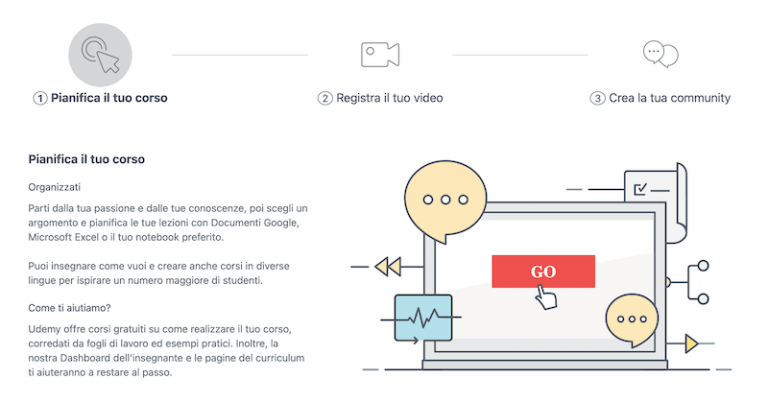 1 Pianifica il tuo corso
2 Registra il tuo video
3 Crea la tua community
Pianifica il tuo corso
Organizzati
Parti dalla tua passione e dalle tue conoscenze, poi scegli un
argomento e pianifica le tue lezioni con Documenti Google,
Microsoft Excel o il tuo notebook preferito.
Puoi insegnare come vuoi e creare anche corsi in diverse
lingue per ispirare un numero maggiore di studenti.
Come ti aiutiamo?
Udemy offre corsi gratuiti su come realizzare il tuo corso,
corredati da fogli di lavoro ed esempi pratici. Inoltre, la
nostra Dashboard dell'insegnante e le pagine del curriculum
ti aiuteranno a restare al passo.
GO